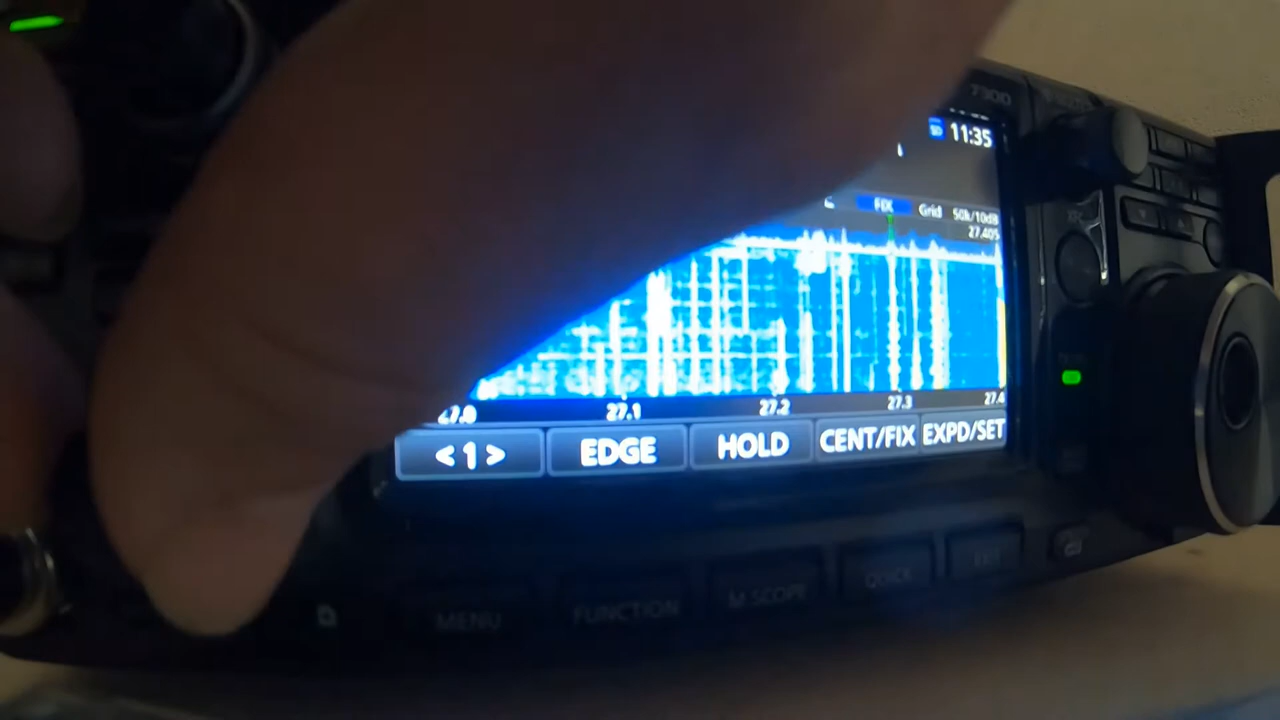 7300
11:35
FIX Grid 50k/10dB
27.405
27.1 27.2 27.3 27.4
<1> EDGE HOLD CENT/FIX EXPD/SET
MENU FUNCTION M.SCOPE QUICK